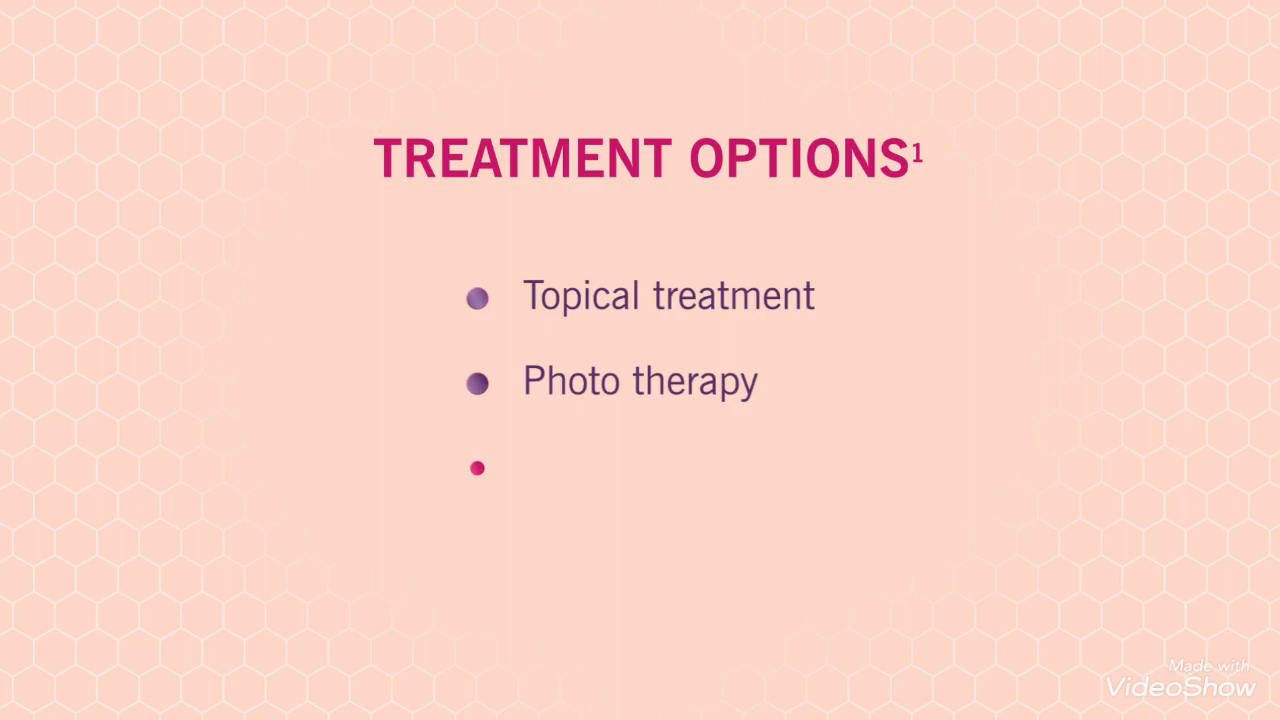 TREATMENT OPTIONS¹
Topical treatment
Photo therapy
Made with
VideoShow